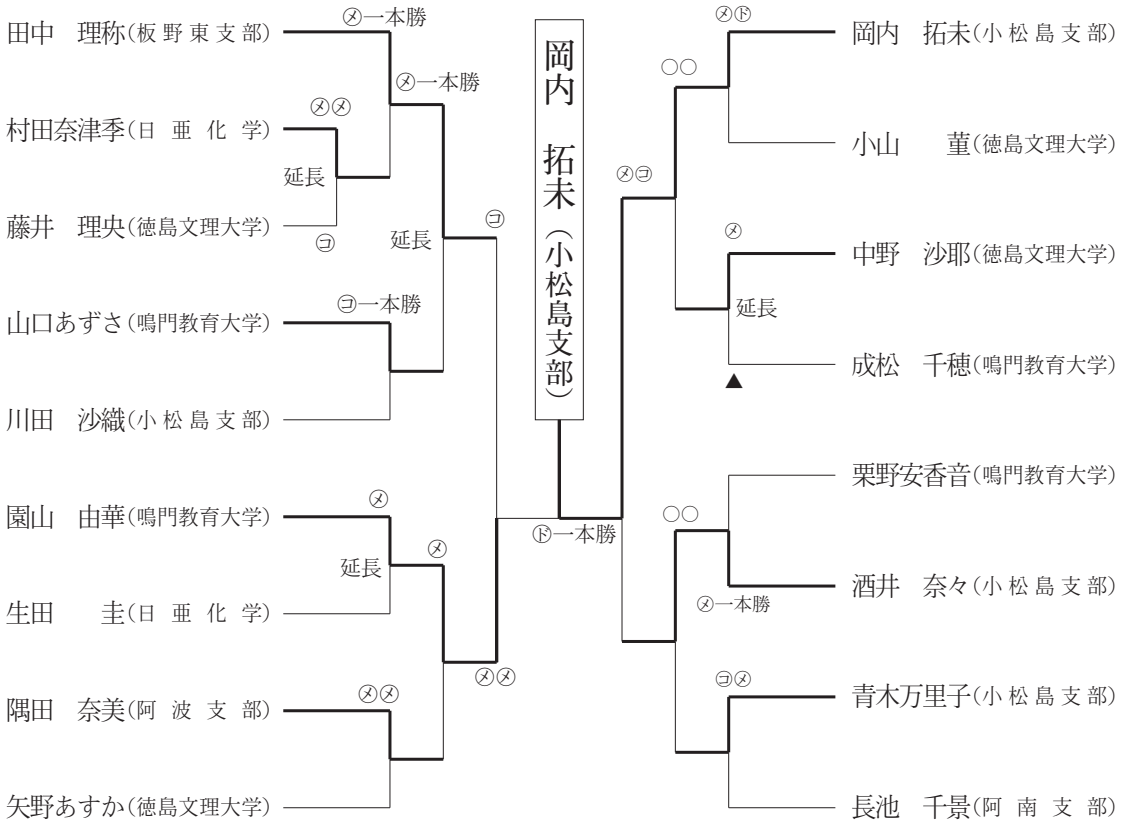 ㋱一本勝
田中　理称(板野東支部)
㋱一本勝
㋱㋱
村田奈津季(日亜化学)
延長
藤井　理央(徳島文理大学)
㋙
延長
㋙
㋙一本勝
山口あずさ(鳴門教育大学)
川田　沙織(小松島支部)
㋱
園山　由華(鳴門教育大学)
延長
㋱
生田　　圭(日亜化学)
㋱㋱
㋱㋱
隅田　奈美(阿波支部)
矢野あすか(徳島文理大学)
岡内　拓未(小松島支部)
㋱㋙
㋣゙一本勝
㋱㋣゙
岡内　拓未(小松島支部)
○○
小山　　菫(徳島文理大学)
㋱
中野　沙耶(徳島文理大学)
延長
成松　千穂(鳴門教育大学)
▲
栗野安香音(鳴門教育大学)
○○
酒井　奈々(小松島支部)
㋱一本勝
㋙㋱
青木万里子(小松島支部)
長池　千景(阿南支部)